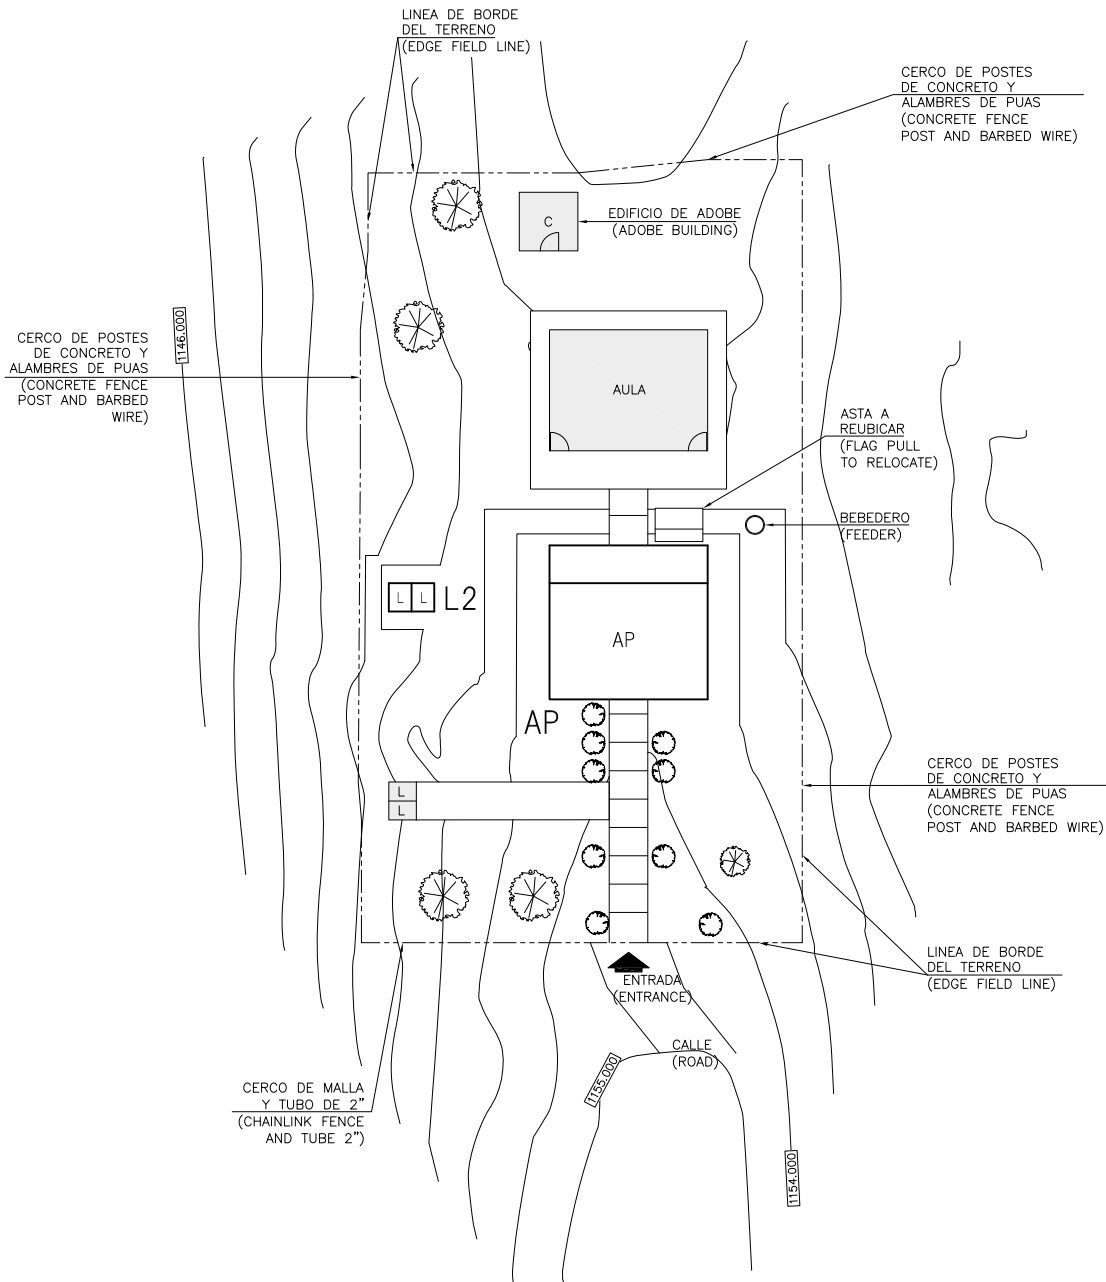 LINEA DE BORDE
DEL TERRENO
(EDGE FIELD LINE)
CERCO DE POSTES
DE CONCRETO Y
ALAMBRES DE PUAS
(CONCRETE FENCE
POST AND BARBED WIRE)
C
EDIFICIO DE ADOBE
(ADOBE BUILDING)
1146.000
CERCO DE POSTES
DE CONCRETO Y
ALAMBRES DE PUAS
(CONCRETE FENCE
POST AND BARBED
WIRE)
AULA
ASTA A
REUBICAR
(FLAG PULL
TO RELOCATE)
BEBEDERO
(FEEDER)
L L L2
AP
AP
L
L
CERCO DE POSTES
DE CONCRETO Y
ALAMBRES DE PUAS
(CONCRETE FENCE
POST AND BARBED WIRE)
LINEA DE BORDE
DEL TERRENO
(EDGE FIELD LINE)
ENTRADA
(ENTRANCE)
CALLE
(ROAD)
1155.000
CERCO DE MALLA
Y TUBO DE 2"
(CHAINLINK FENCE
AND TUBE 2")
1154.000